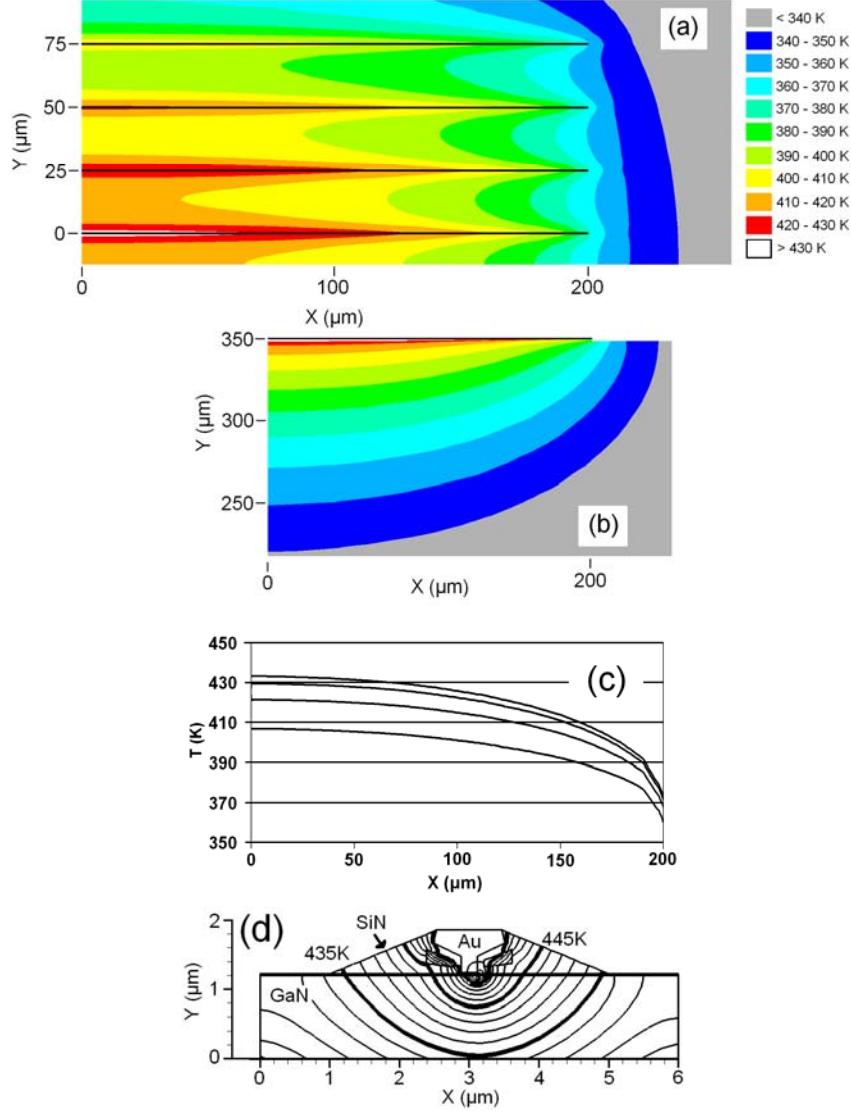 (a)
75
50
25
0
Y (µm)
0 100 200
X (µm)
< 340 K
340 - 350 K
350 - 360 K
360 - 370 K
370 - 380 K
380 - 390 K
390 - 400 K
400 - 410 K
410 - 420 K
420 - 430 K
> 430 K
350
300
250
Y (µm)
(b)
0 200
X (µm)
450
430
410
390
370
350
T (K)
(c)
0 50 100 150 200
X (µm)
(d)
2
1
0
Y (µm)
SiN
Au
435K
445K
GaN
0 1 2 3 4 5 6
X (µm)